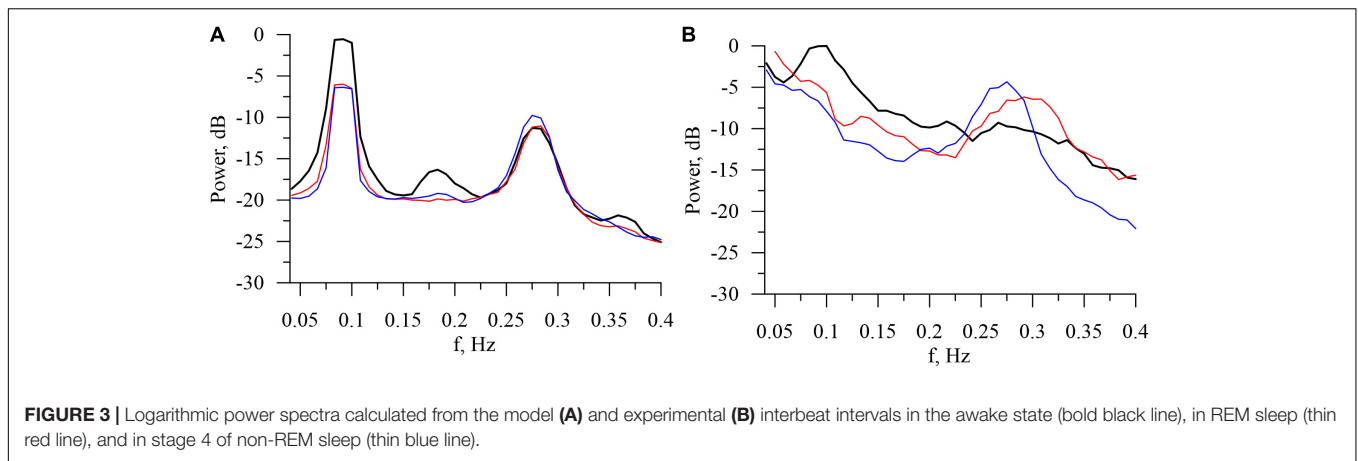 A
0
-5
-10
-15
-20
-25
-30
Power, dB
0.05 0.1 0.15 0.2 0.25 0.3 0.35 0.4
f, Hz
B
0
-5
-10
-15
-20
-25
-30
Power, dB
0.05 0.1 0.15 0.2 0.25 0.3 0.35 0.4
f, Hz
FIGURE 3 | Logarithmic power spectra calculated from the model (A) and experimental (B) interbeat intervals in the awake state (bold black line), in REM sleep (thin
red line), and in stage 4 of non-REM sleep (thin blue line).